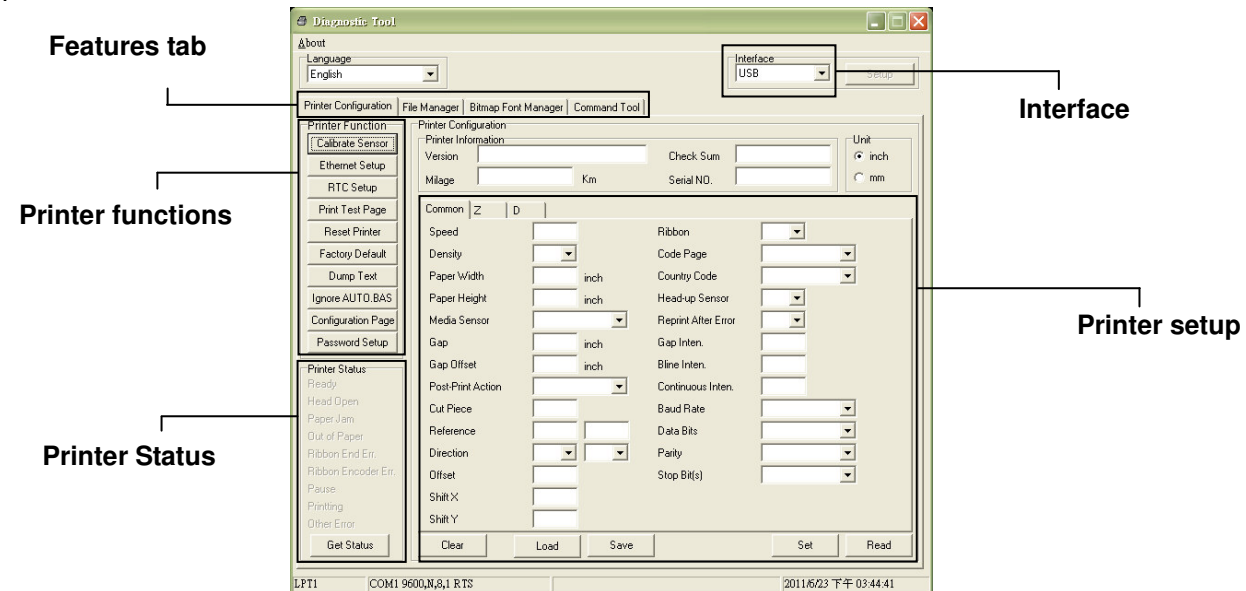 Diagnostic Tool
About
Language
English
Interface
USB
Setup
Features tab
Interface
Printer Configuration File Manager Bitmap Font Manager Command Tool
Printer Function
Calibrate Sensor
Ethernet Setup
RTC Setup
Print Test Page
Reset Printer
Factory Default
Dump Text
Ignore AUTO.BAS
Configuration Page
Password Setup
Printer functions
Printer Configuration
Printer Information
Version
Check Sum
Milage
Km
Serial NO.
Unit
inch
mm
Common Z D
Speed
Ribbon
Density
Code Page
Paper Width inch
Country Code
Paper Height inch
Head-up Sensor
Media Sensor
Reprint After Error
Gap inch
Gap Inten.
Gap Offset inch
Bline Inten.
Post-Print Action
Continuous Inten.
Cut Piece
Baud Rate
Reference
Data Bits
Direction
Parity
Offset
Stop Bit(s)
Shift X
Shift Y
Clear Load Save Set Read
Printer setup
Printer Status
Ready
Head Open
Paper Jam
Out of Paper
Ribbon End Err.
Ribbon Encoder Err.
Pause
Printting
Other Error
Get Status
Printer Status
LPT1 COM1 9600,N,8,1 RTS 2011/6/23 下午 03:44:41